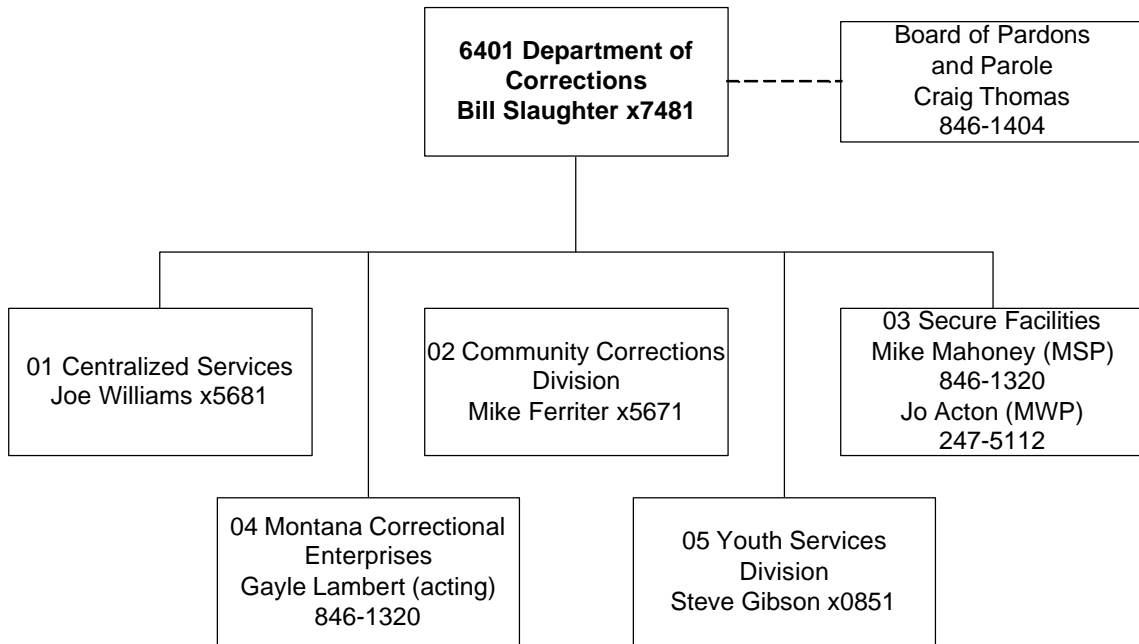 6401 Department of
Corrections
Bill Slaughter x7481
Board of Pardons
and Parole
Craig Thomas
846-1404
01 Centralized Services
Joe Williams x5681
02 Community Corrections
Division
Mike Ferriter x5671
03 Secure Facilities
Mike Mahoney (MSP)
846-1320
Jo Acton (MWP)
247-5112
04 Montana Correctional
Enterprises
Gayle Lambert (acting)
846-1320
05 Youth Services
Division
Steve Gibson x0851